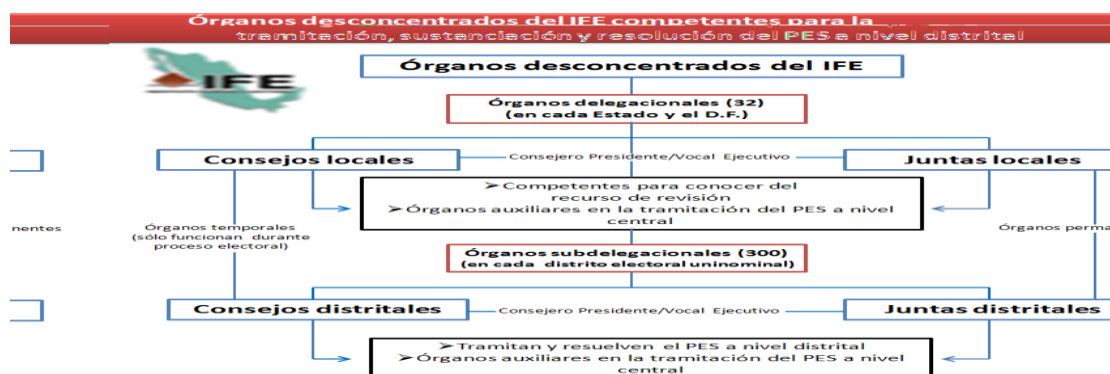 Órganos desconcentrados del IFE competentes para la
tramitación, sustanciación y resolución del PES a nivel distrital
IFE
Órganos desconcentrados del IFE
Órganos delegacionales (32)
(en cada Estado y el D.F.)
Consejos locales
Consejero Presidente/Vocal Ejecutivo
Juntas locales
➢Competentes para conocer del
recurso de revisión
➢Órganos auxiliares en la tramitación del PES a nivel
central
nentes
Órganos temporales
(sólo funcionan durante
proceso electoral)
Órganos perma
Órganos subdelegacionales (300)
(en cada distrito electoral uninominal)
Consejos distritales
Consejero Presidente/Vocal Ejecutivo
Juntas distritales
➢Tramitan y resuelven el PES a nivel distrital
➢Órganos auxiliares en la tramitación del PES a nivel
central